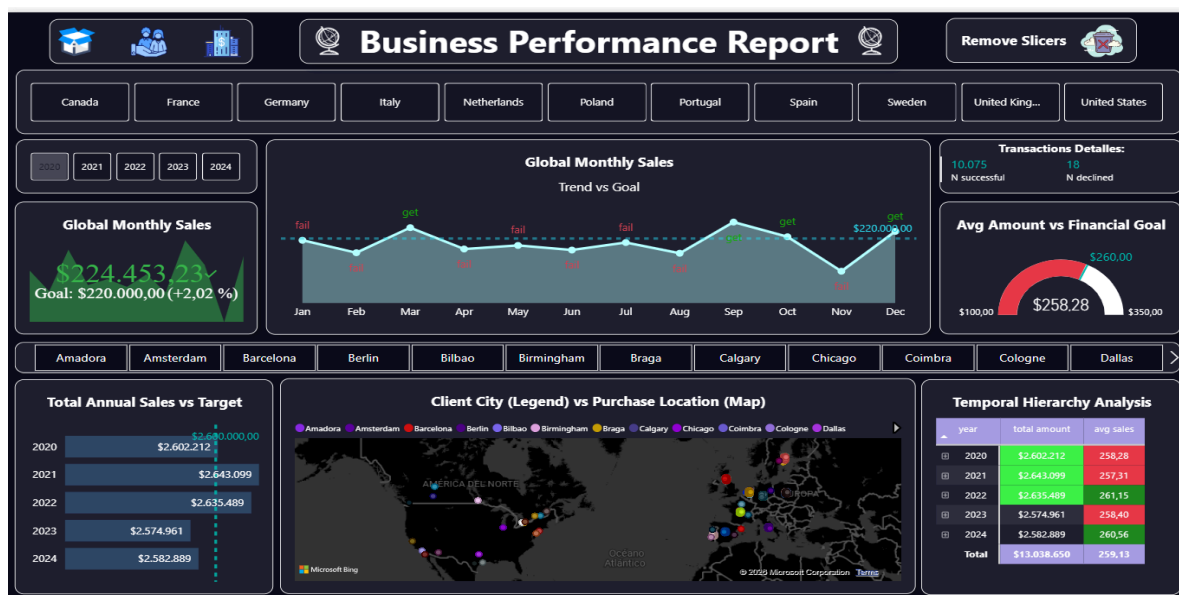 Business Performance Report
Remove Slicers
Canada
France
Germany
Italy
Netherlands
Poland
Portugal
Spain
Sweden
United King...
United States
2020
2021
2022
2023
2024
Global Monthly Sales
Trend vs Goal
fail
fail
get
fail
fail
fail
fail
fail
get
get
fail
get
$220.000,00
Jan
Feb
Mar
Apr
May
Jun
Jul
Aug
Sep
Oct
Nov
Dec
Transactions Detalles:
10.075
18
N successful
N declined
Global Monthly Sales
$224.453,23
Goal: $220.000,00 (+2,02 %)
Avg Amount vs Financial Goal
$260,00
$258,28
$100,00
$350,00
Amadora
Amsterdam
Barcelona
Berlin
Bilbao
Birmingham
Braga
Calgary
Chicago
Coimbra
Cologne
Dallas
Total Annual Sales vs Target
$2.602.212
2020
2021
$2.643.099
2022
$2.635.489
2023
$2.574.961
2024
$2.582.889
Client City (Legend) vs Purchase Location (Map)
Amadora Amsterdam Barcelona Berlin Bilbao Birmingham Braga Calgary Chicago Coimbra Cologne Dallas
AMÉRICA DEL NORTE
EUROPA
Océano
Atlántico
Microsoft Bing
© 2026 Microsoft Corporation Terms
Temporal Hierarchy Analysis
year total amount avg sales
2020 $2.602.212 258,28
2021 $2.643.099 257,31
2022 $2.635.489 261,15
2023 $2.574.961 258,40
2024 $2.582.889 260,56
Total $13.038.650 259,13